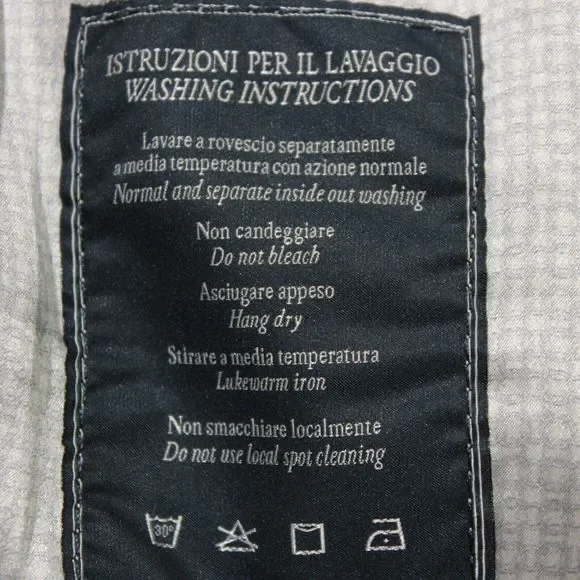 ISTRUZIONI PER IL LAVAGGIO
WASHING INSTRUCTIONS
Lavare a rovescio separatamente
a media temperatura con azione normale
Normal and separate inside out washing
Non candeggiare
Do not bleach
Asciugare appeso
Hang dry
Stirare a media temperatura
Lukewarm iron
Non smacchiare localmente
Do not use local spot cleaning
30°